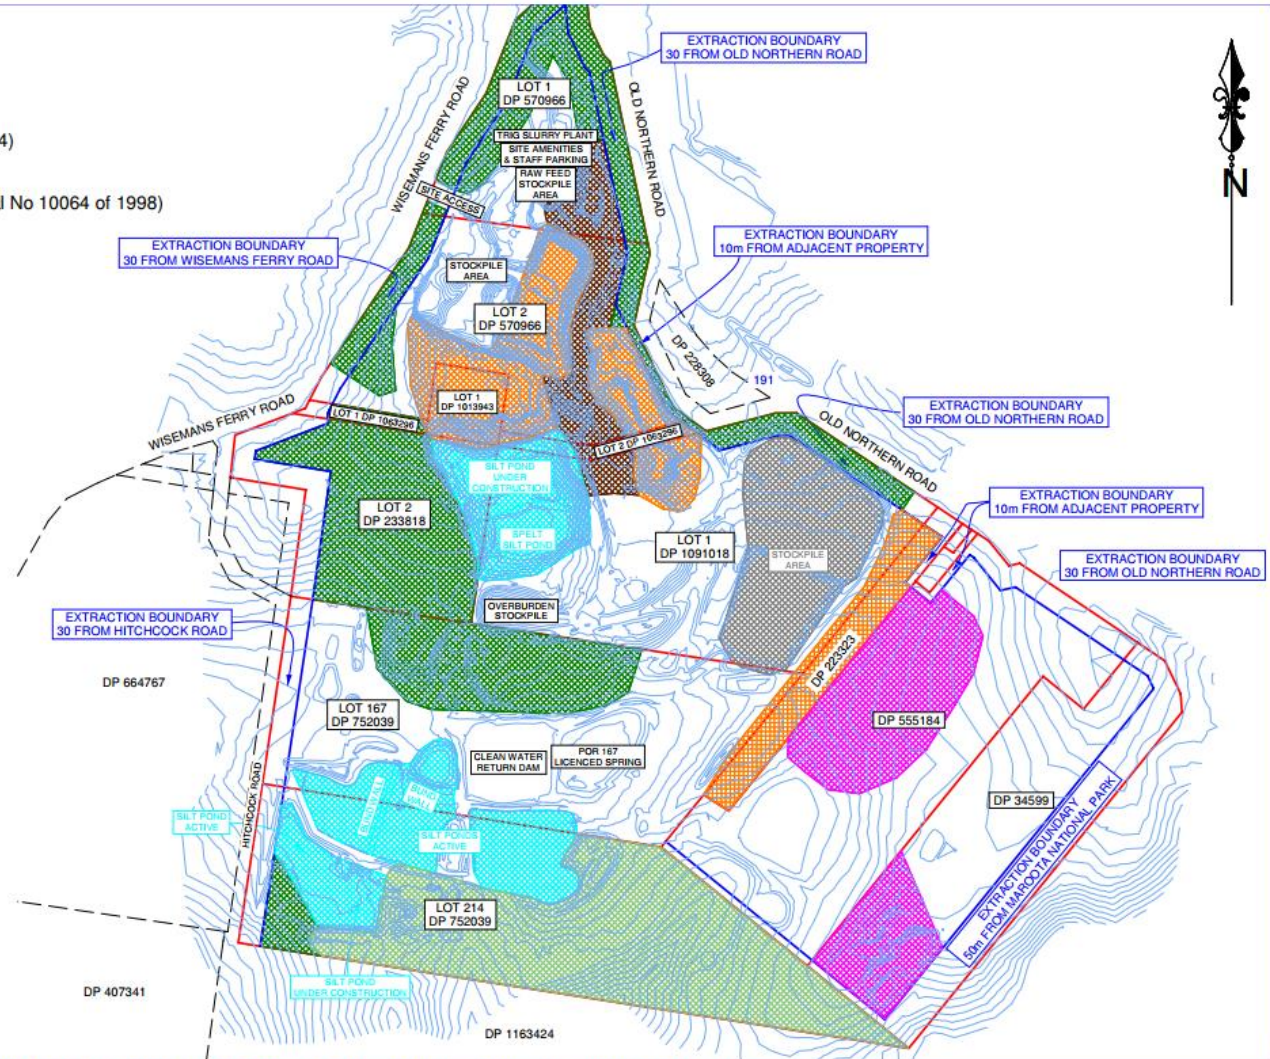 EXTRACTION BOUNDARY
30 FROM OLD NORTHERN ROAD
LOT 1
DP 570966
WISEMANS FERRY ROAD
OLD NORTHERN ROAD
4)
TRIG SLURRY PLANT
SITE AMENITIES
& STAFF PARKING
RAW FEED
STOCKPILE
AREA
N
l No 10064 of 1998)
SITE ACCESS
EXTRACTION BOUNDARY
10m FROM ADJACENT PROPERTY
EXTRACTION BOUNDARY
30 FROM WISEMANS FERRY ROAD
STOCKPILE
AREA
LOT 2
DP 570966
DP 228308
191
LOT 1
DP 1013943
WISEMANS FERRY ROAD
LOT 1 DP 1063296
EXTRACTION BOUNDARY
30 FROM OLD NORTHERN ROAD
OLD NORTHERN ROAD
LOT 2 DP 1063296
SILT POND
UNDER
CONSTRUCTION
LOT 2
DP 233818
EXTRACTION BOUNDARY
10m FROM ADJACENT PROPERTY
SPELT
SILT POND
LOT 1
DP 1091018
STOCKPILE
AREA
EXTRACTION BOUNDARY
30 FROM OLD NORTHERN ROAD
OVERBURDEN
STOCKPILE
EXTRACTION BOUNDARY
30 FROM HITCHCOCK ROAD
DP 223323
DP 664767
LOT 167
DP 752039
DP 555184
CLEAN WATER
RETURN DAM
POR 167
LICENCED SPRING
HITCHCOCK ROAD
BUND WALL
BUND
WALL
DP 34599
SILT POND
ACTIVE
SILT PONDS
ACTIVE
EXTRACTION BOUNDARY
50m FROM MAROOTA NATIONAL PARK
LOT 214
DP 752039
SILT POND
UNDER CONSTRUCTION
DP 407341
DP 1163424